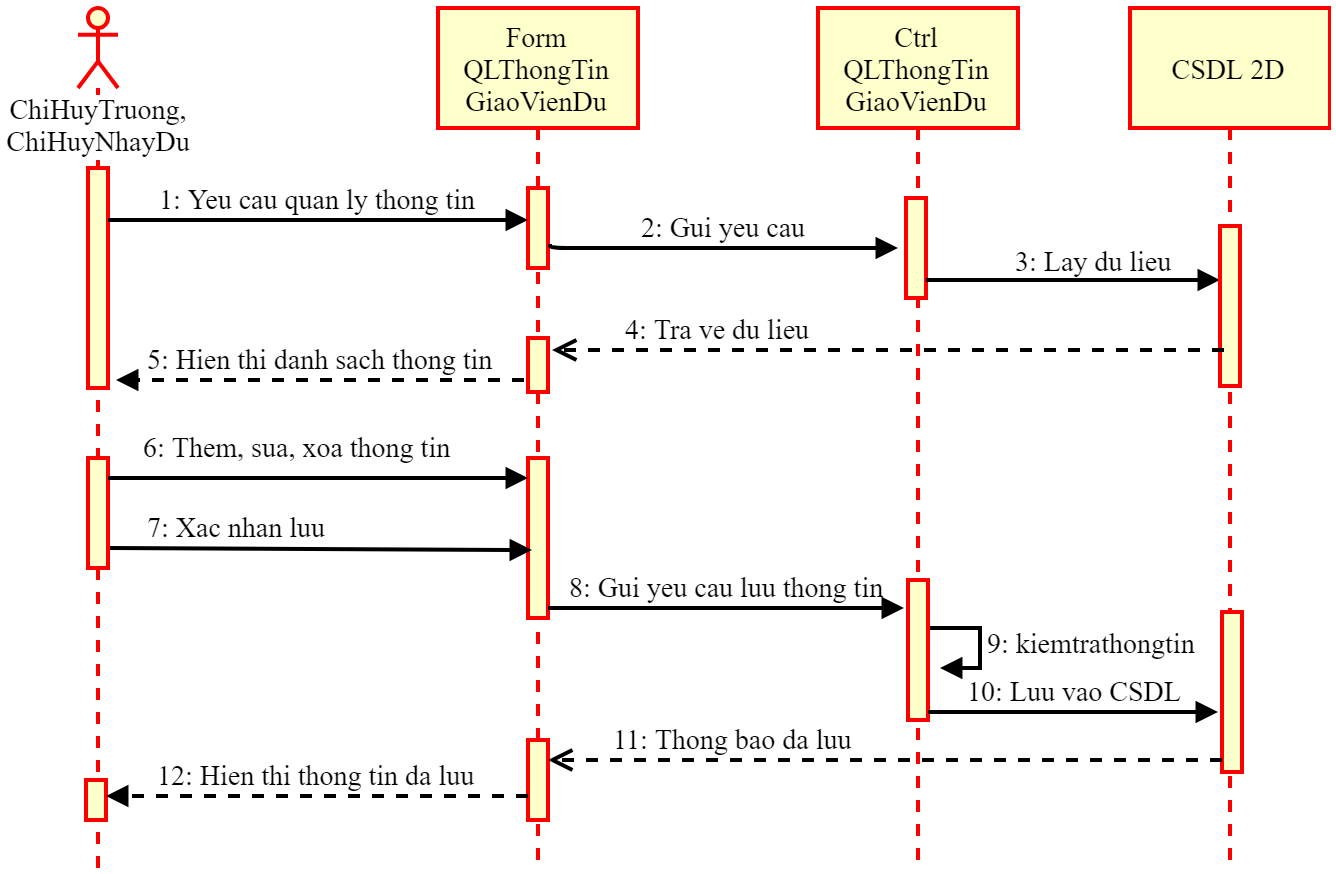 ChiHuyTruong,
ChiHuyNhayDu
Form
QLThongTin
GiaoVienDu
Ctrl
QLThongTin
GiaoVienDu
CSDL 2D
1: Yeu cau quan ly thong tin
2: Gui yeu cau
3: Lay du lieu
4: Tra ve du lieu
5: Hien thi danh sach thong tin
6: Them, sua, xoa thong tin
7: Xac nhan luu
8: Gui yeu cau luu thong tin
9: kiemtrathongtin
10: Luu vao CSDL
11: Thong bao da luu
12: Hien thi thong tin da luu